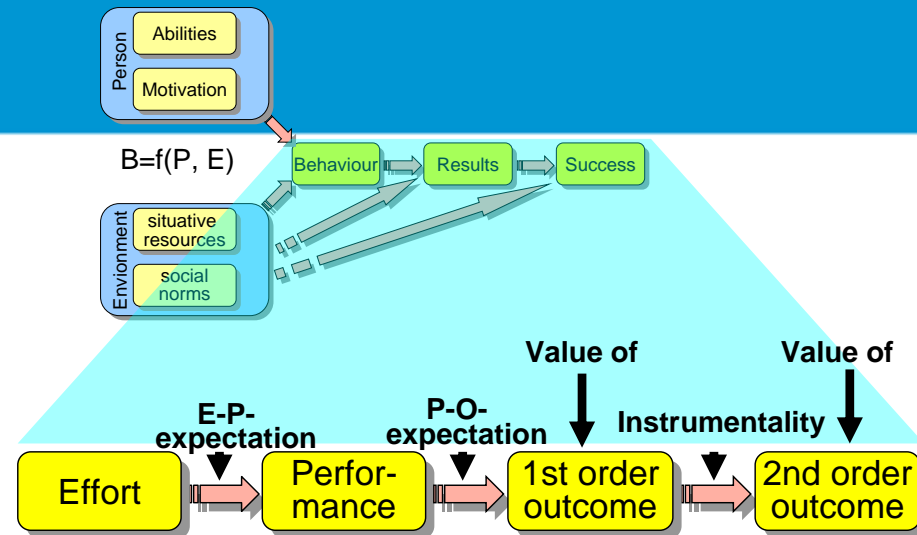 Person
Abilities
Motivation
B=f(P, E)
Behaviour
Results
Success
Envionment
situative
resources
social
norms
Value of
Value of
E-P-
expectation
P-O-
expectation
Instrumentality
Effort
Perfor-
mance
1st order
outcome
2nd order
outcome